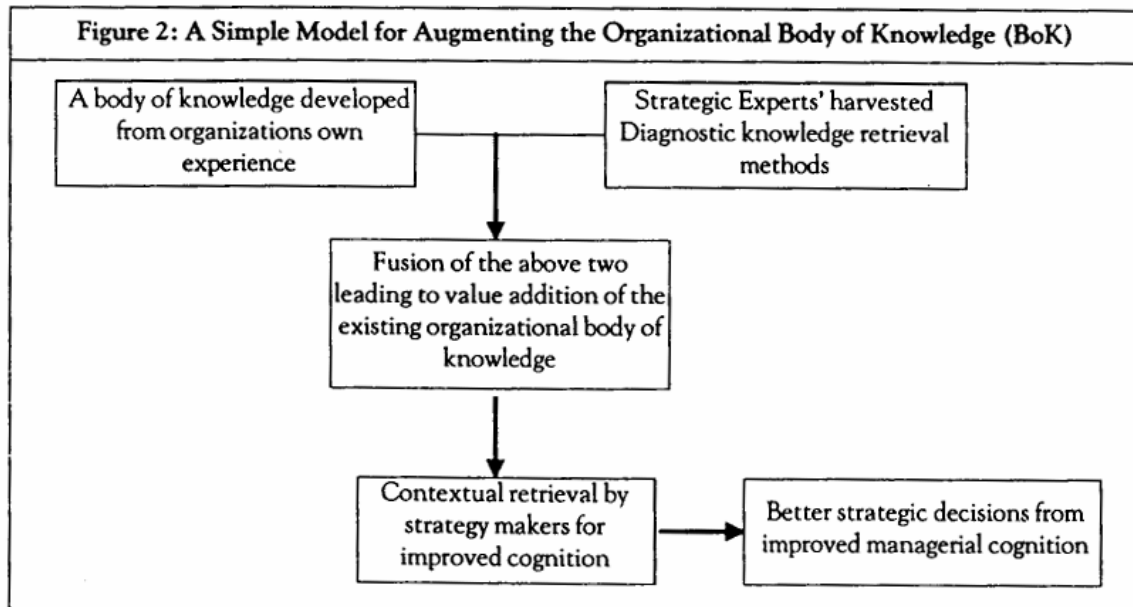 Figure 2: A Simple Model for Augmenting the Organizational Body of Knowledge (BoK)
A body of knowledge developed
from organizations own
experience
Strategic Experts' harvested
Diagnostic knowledge retrieval
methods
Fusion of the above two
leading to value addition of the
existing organizational body of
knowledge
Contextual retrieval by
strategy makers for
improved cognition
Better strategic decisions from
improved managerial cognition